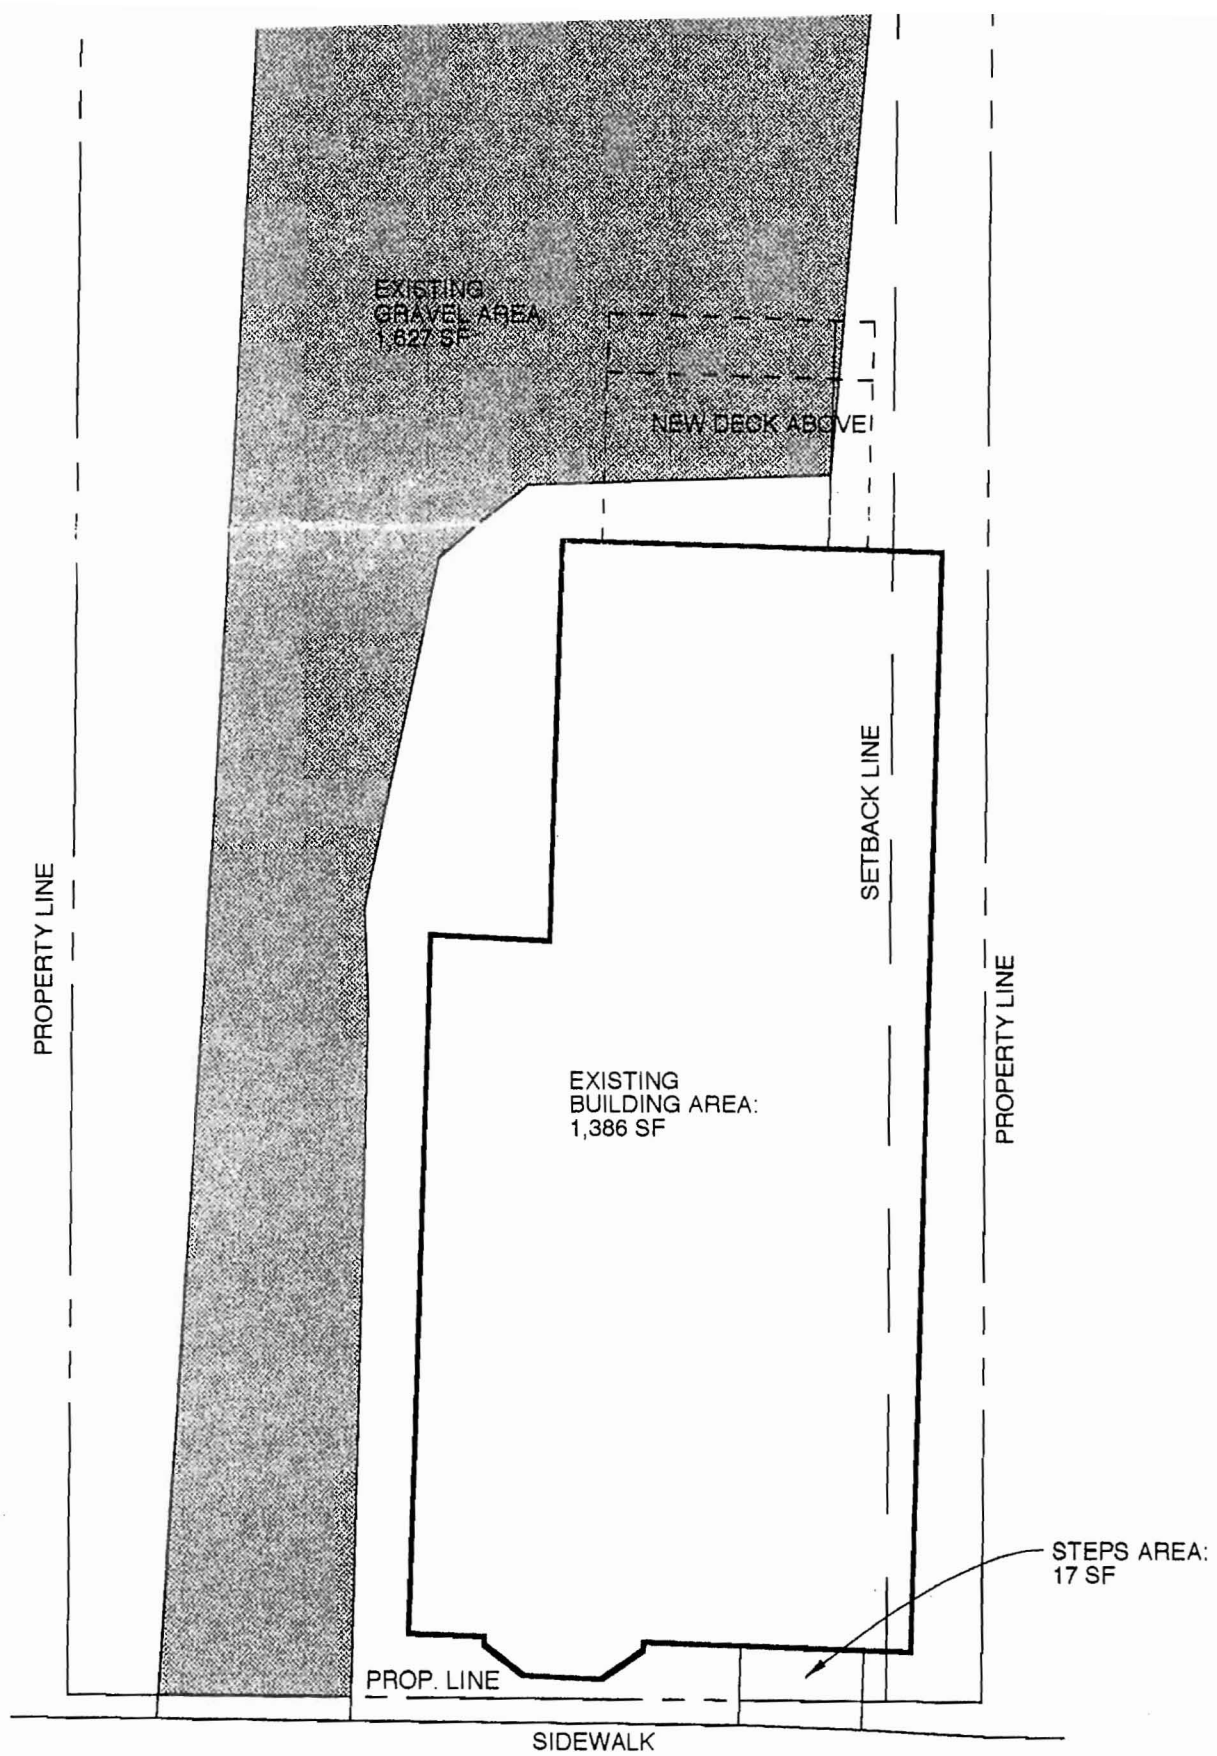 EXISTING
GRAVEL AREA
1,627 SF
NEW DECK ABOVE
SETBACK LINE
PROPERTY LINE
PROPERTY LINE
EXISTING
BUILDING AREA:
1,386 SF
STEPS AREA:
17 SF
PROP. LINE
SIDEWALK